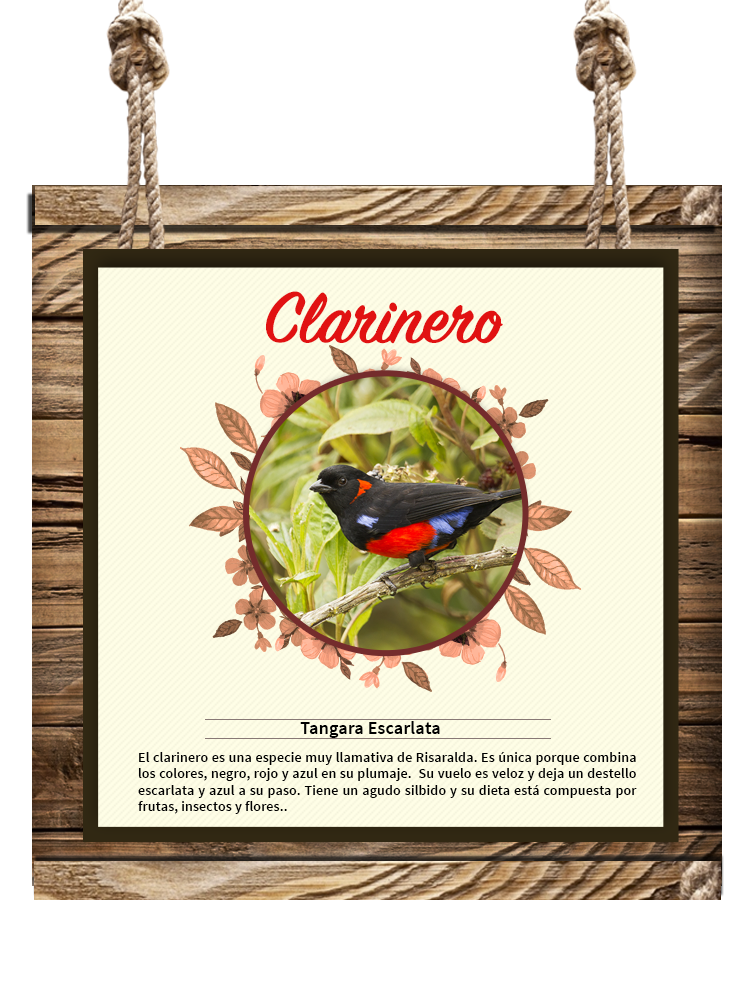 Clarinero
Tangara Escarlata
El clarinero es una especie muy llamativa de Risaralda. Es única porque combina
los colores, negro, rojo y azul en su plumaje.  Su vuelo es veloz y deja un destello
escarlata y azul a su paso. Tiene un agudo silbido y su dieta está compuesta por
frutas, insectos y flores..